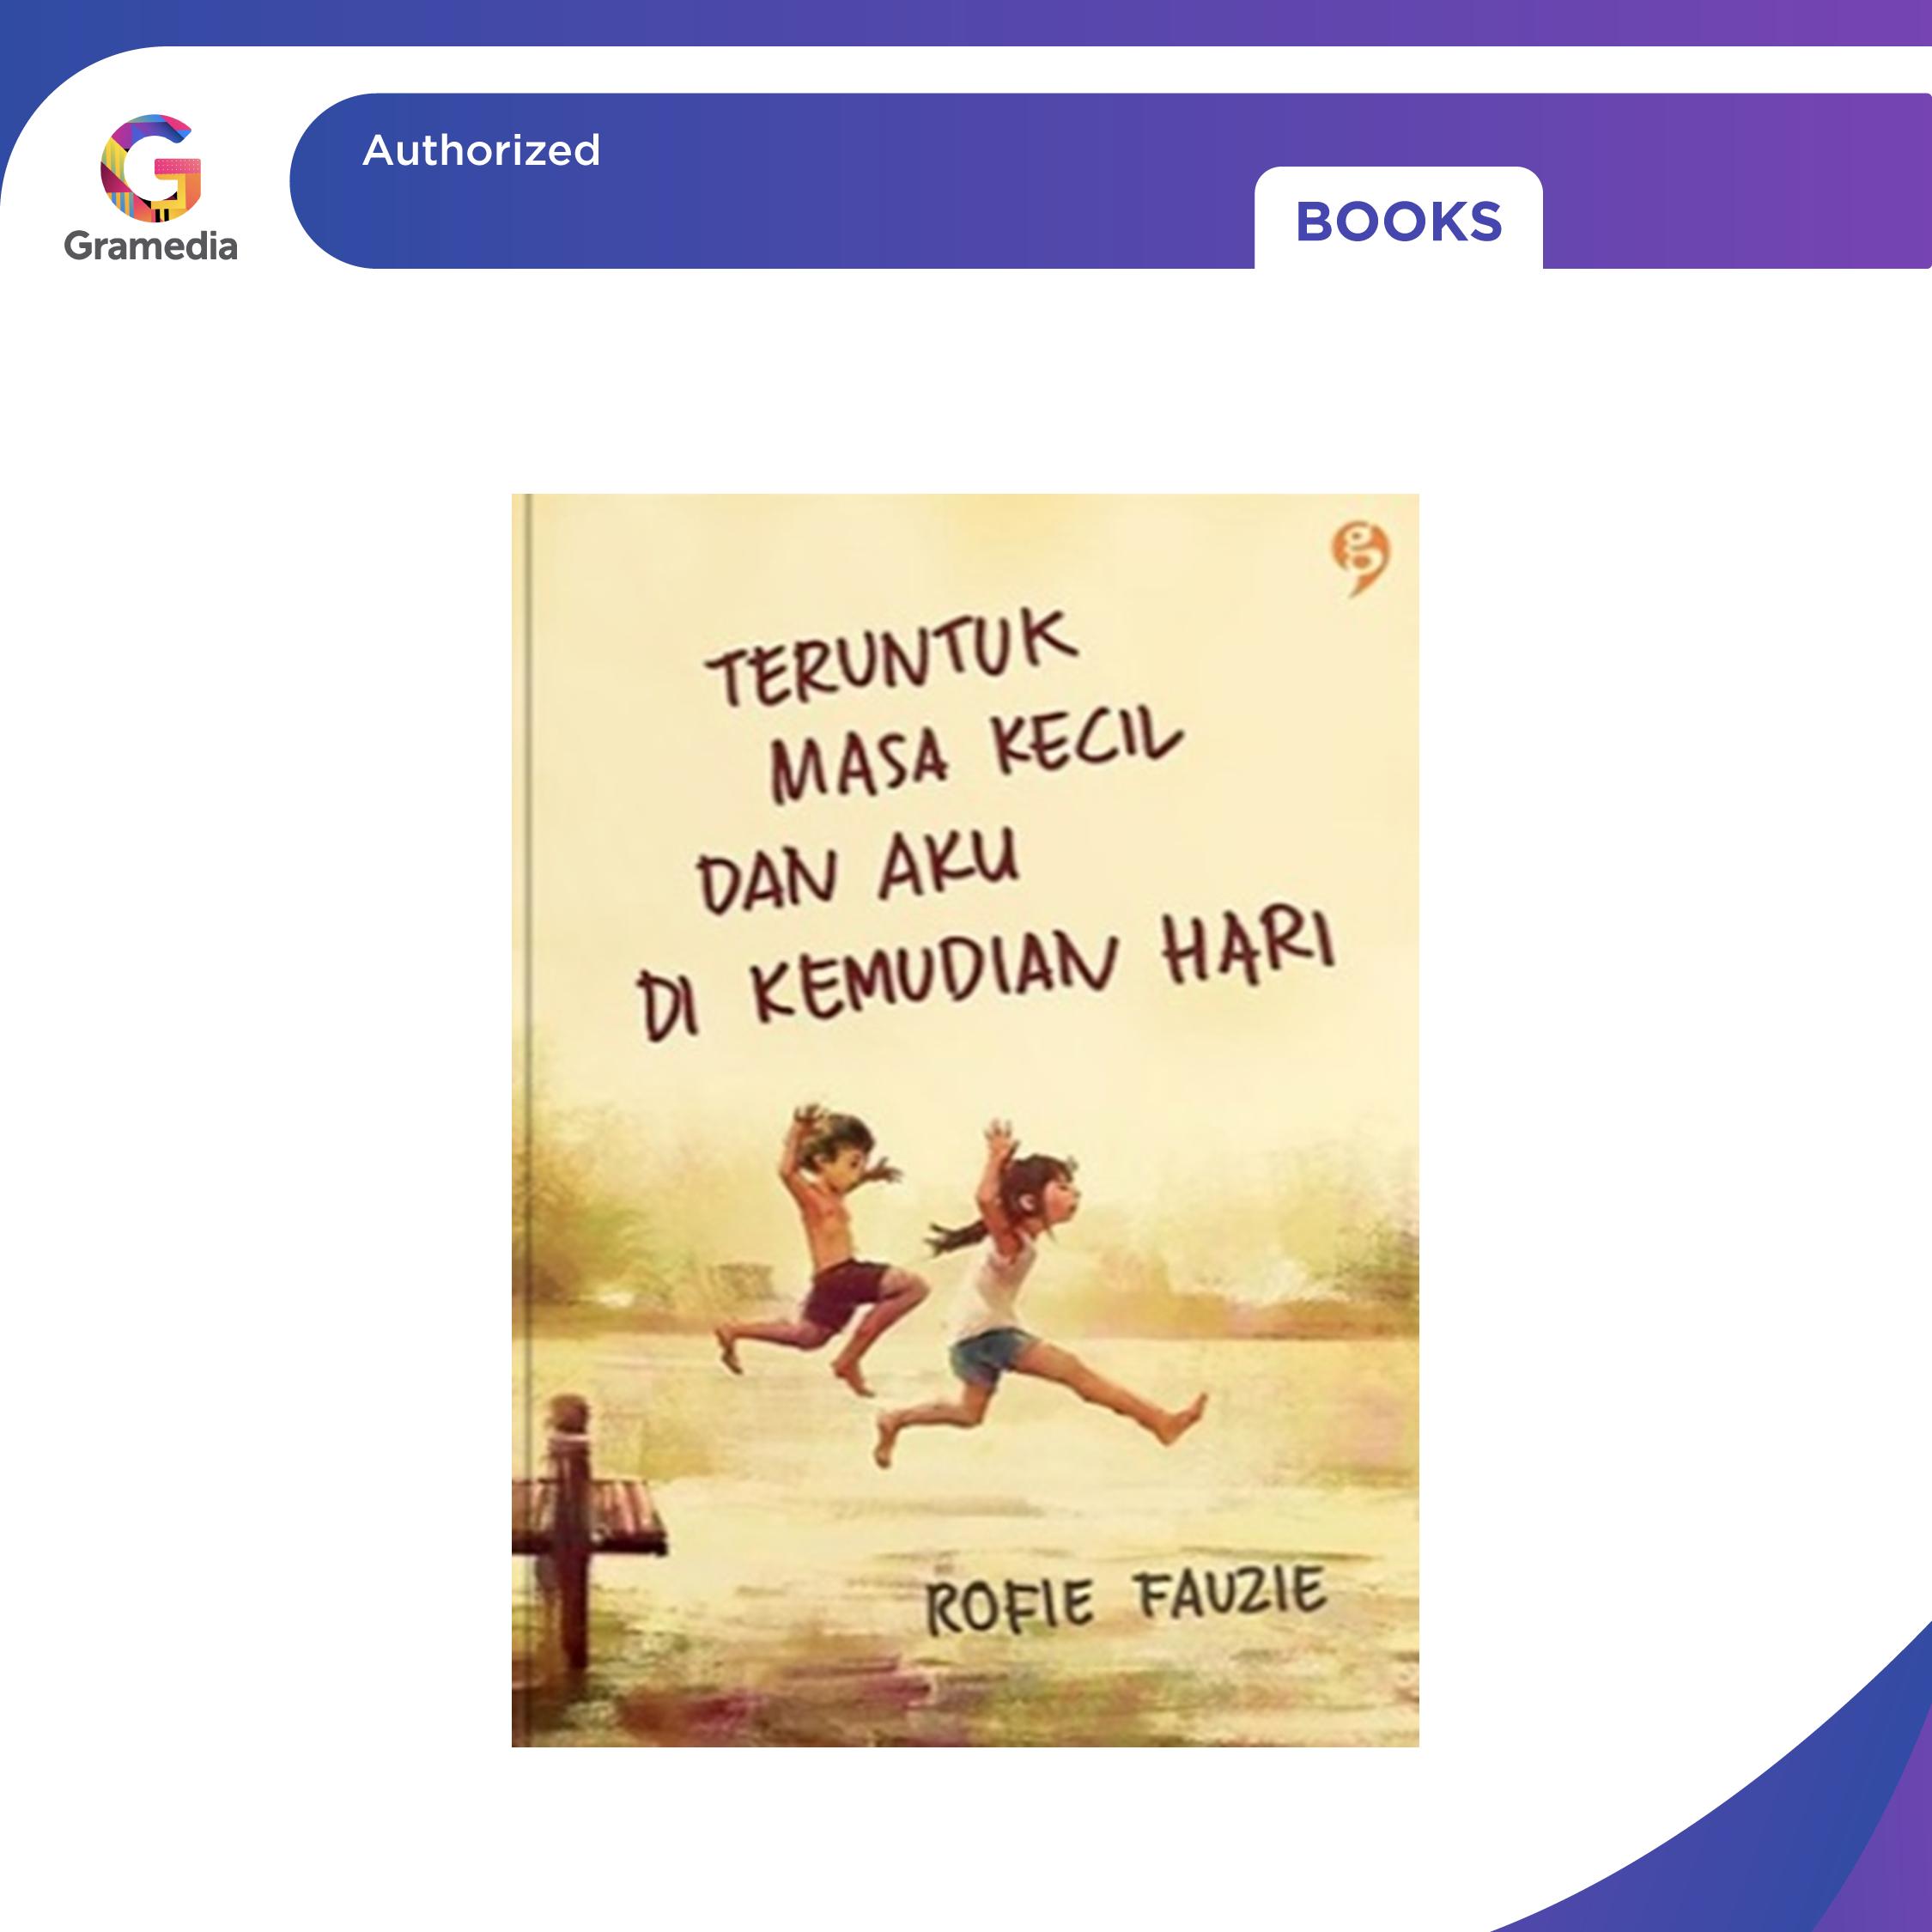 Authorized
BOOKS
Gramedia
TERUNTUK
MASA KECIL
DAN AKU
DI KEMUDIAN HARI
ROFIE FAUZIE